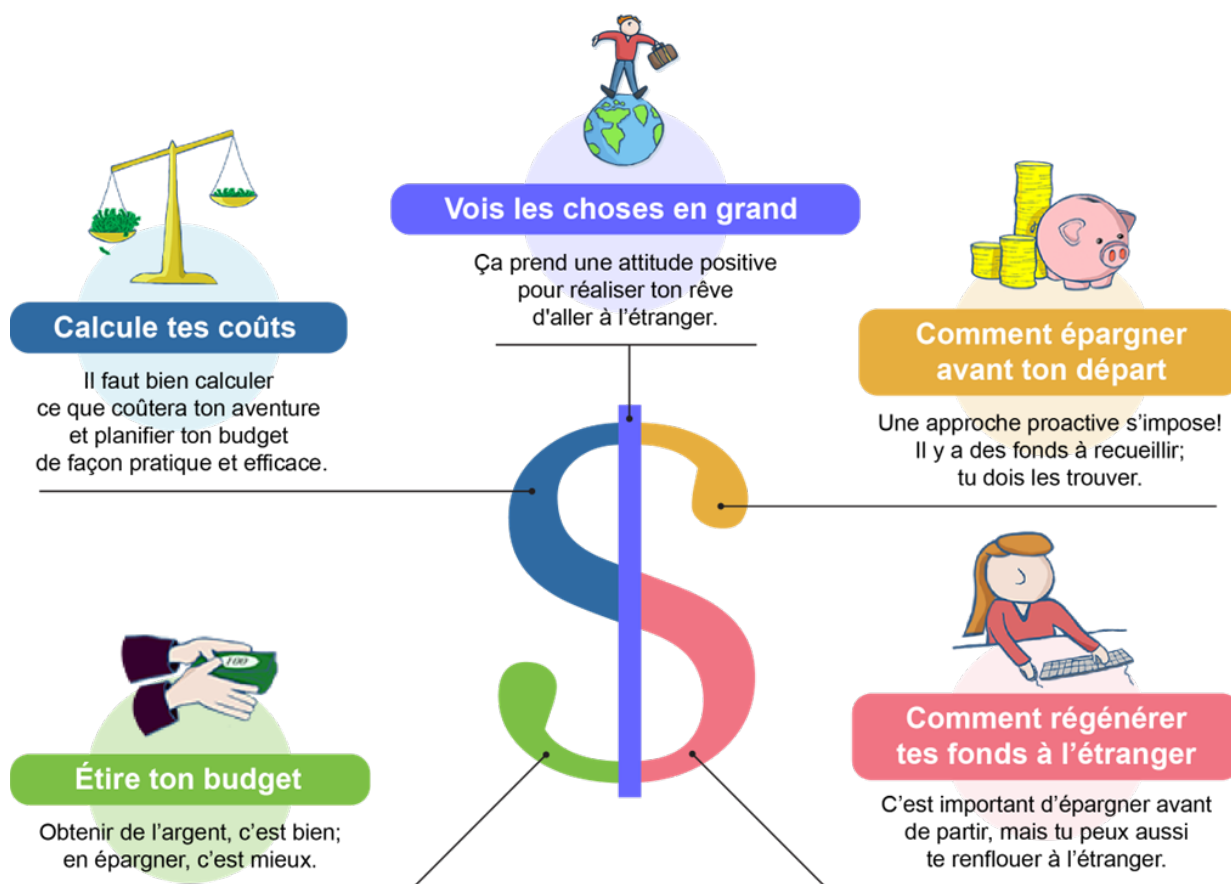 Vois les choses en grand
Ça prend une attitude positive
pour réaliser ton rêve
d'aller à l'étranger.
Calcule tes coûts
Il faut bien calculer
ce que coûtera ton aventure
et planifier ton budget
de façon pratique et efficace.
Comment épargner
avant ton départ
Une approche proactive s'impose!
Il y a des fonds à recueillir;
tu dois les trouver.
100
Étire ton budget
Obtenir de l'argent, c'est bien;
en épargner, c'est mieux.
Comment régénérer
tes fonds à l'étranger
C'est important d'épargner avant
de partir, mais tu peux aussi
te renflouer à l'étranger.
$